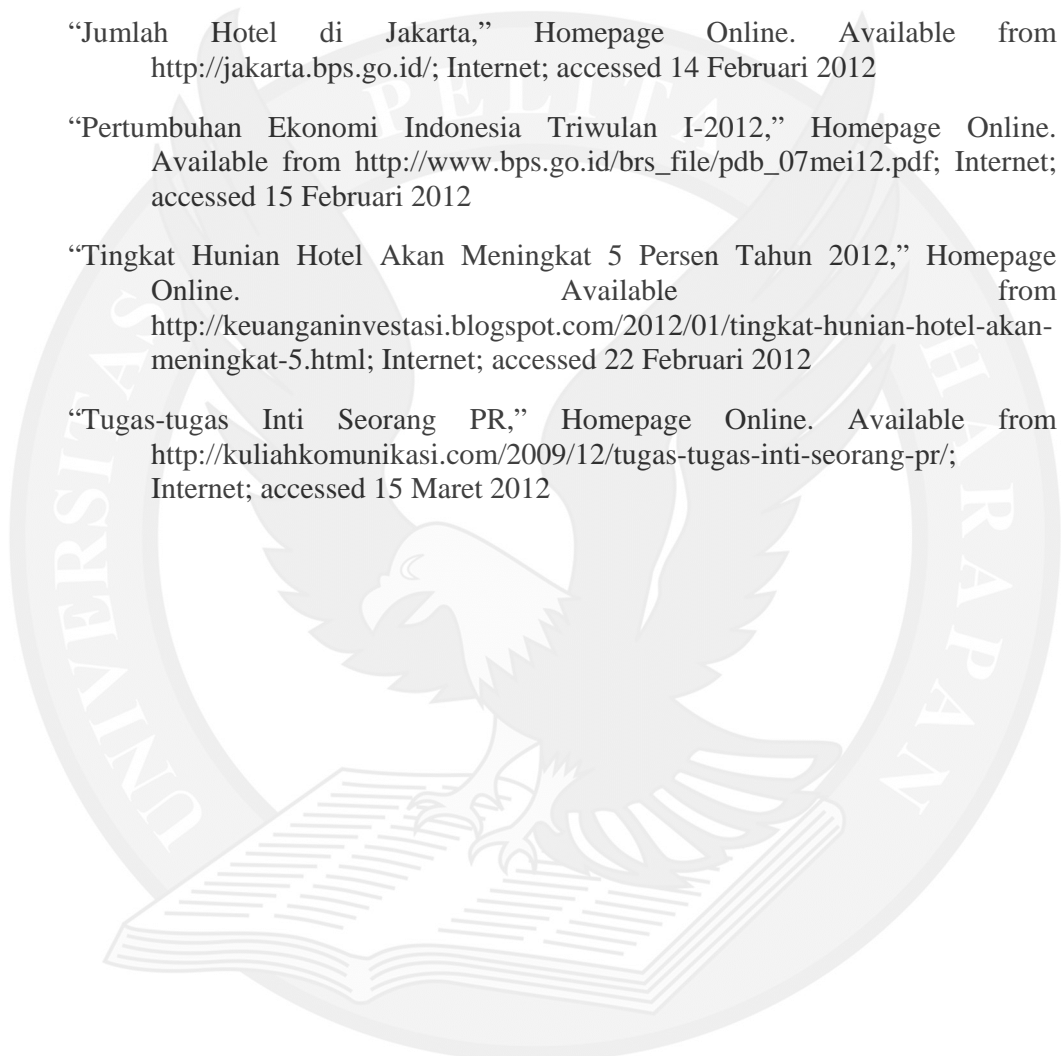 “Jumlah Hotel di Jakarta,” Homepage Online. Available from
http://jakarta.bps.go.id/; Internet; accessed 14 Februari 2012
“Pertumbuhan Ekonomi Indonesia Triwulan I-2012,” Homepage Online.
Available from http://www.bps.go.id/brs_file/pdb_07mei12.pdf; Internet;
accessed 15 Februari 2012
“Tingkat Hunian Hotel Akan Meningkat 5 Persen Tahun 2012,” Homepage
Online. Available from
http://keuanganinvestasi.blogspot.com/2012/01/tingkat-hunian-hotel-akan-
meningkat-5.html; Internet; accessed 22 Februari 2012
“Tugas-tugas Inti Seorang PR,” Homepage Online. Available from
http://kuliahkomunikasi.com/2009/12/tugas-tugas-inti-seorang-pr/;
Internet; accessed 15 Maret 2012
UNIVERSITAS PELITA HARAPAN